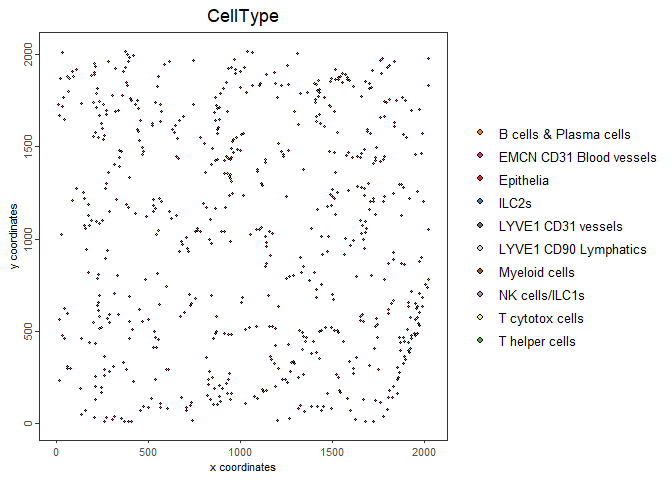 CellType
2000
1500
1000
500
0
y coordinates
0
500
1000
1500
2000
x coordinates
B cells & Plasma cells
EMCN CD31 Blood vessels
Epithelia
ILC2s
LYVE1 CD31 vessels
LYVE1 CD90 Lymphatics
Myeloid cells
NK cells/ILC1s
T cytotox cells
T helper cells